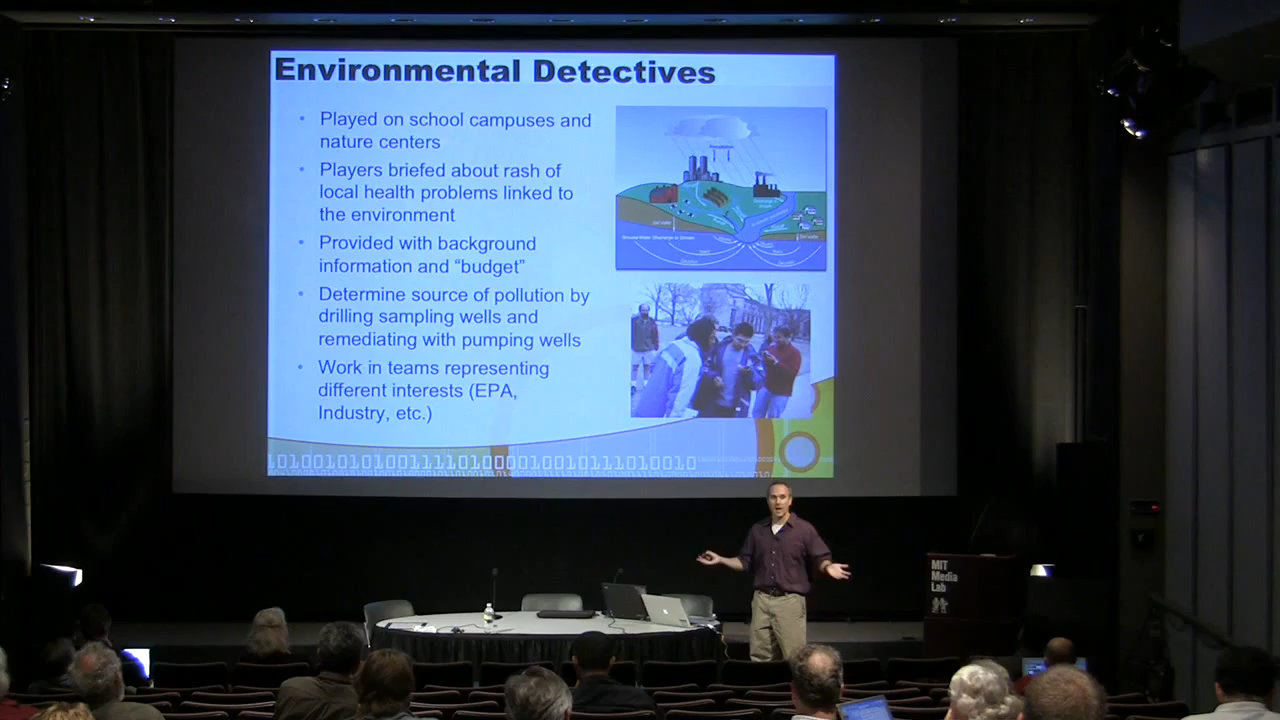 Environmental Detectives
• Played on school campuses and
nature centers
• Players briefed about rash of
local health problems linked to
the environment
• Provided with background
information and “budget”
• Determine source of pollution by
drilling sampling wells and
remediating with pumping wells
• Work in teams representing
different interests (EPA,
Industry, etc.)
Precipitation
MIT
Media
Lab